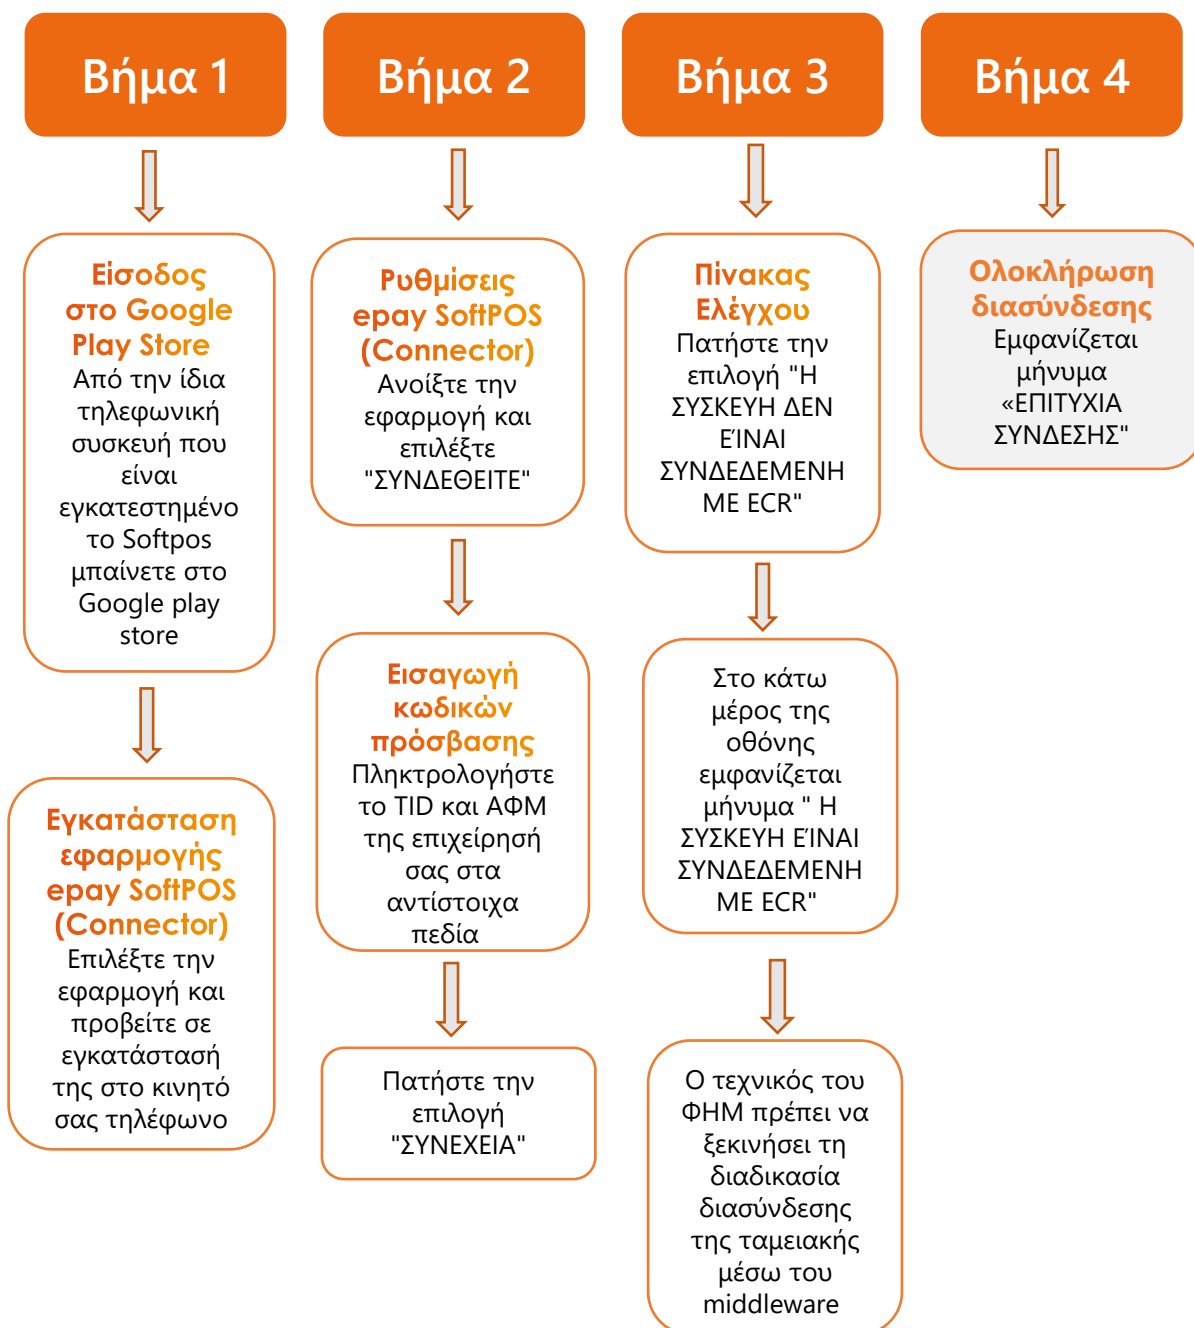 Βήμα 1
Είσοδος
στο Google
Play Store
Από την ίδια
τηλεφωνική
συσκευή που
είναι
εγκατεστημένο
το Softpos
μπαίνετε στο
Google play
store
Εγκατάσταση
εφαρμογής
epay SoftPOS
(Connector)
Επιλέξτε την
εφαρμογή και
προβείτε σε
εγκατάστασή
της στο κινητό
σας τηλέφωνο
Βήμα 2
Ρυθμίσεις
epay SoftPOS
(Connector)
Ανοίξτε την
εφαρμογή και
επιλέξτε
"ΣΥΝΔΕΘΕΙΤΕ"
Εισαγωγή
κωδικών
πρόσβασης
Πληκτρολογήστε
το TID και ΑΦΜ
της επιχείρησή
σας στα
αντίστοιχα
πεδία
Πατήστε την
επιλογή
"ΣΥΝΕΧΕΙΑ"
Βήμα 3
Πίνακας
Ελέγχου
Πατήστε την
επιλογή "Η
ΣΥΣΚΕΥΗ ΔΕΝ
ΕΊΝΑΙ
ΣΥΝΔΕΔΕΜΕΝΗ
ΜΕ ECR"
Στο κάτω
μέρος της
οθόνης
εμφανίζεται
μήνυμα " Η
ΣΥΣΚΕΥΗ ΕΊΝΑΙ
ΣΥΝΔΕΔΕΜΕΝΗ
ΜΕ ECR"
Ο τεχνικός του
ΦΗΜ πρέπει να
ξεκινήσει τη
διαδικασία
διασύνδεσης
της ταμειακής
μέσω του
middleware
Βήμα 4
Ολοκλήρωση
διασύνδεσης
Εμφανίζεται
μήνυμα
«ΕΠΙΤΥΧΙΑ
ΣΥΝΔΕΣΗΣ"